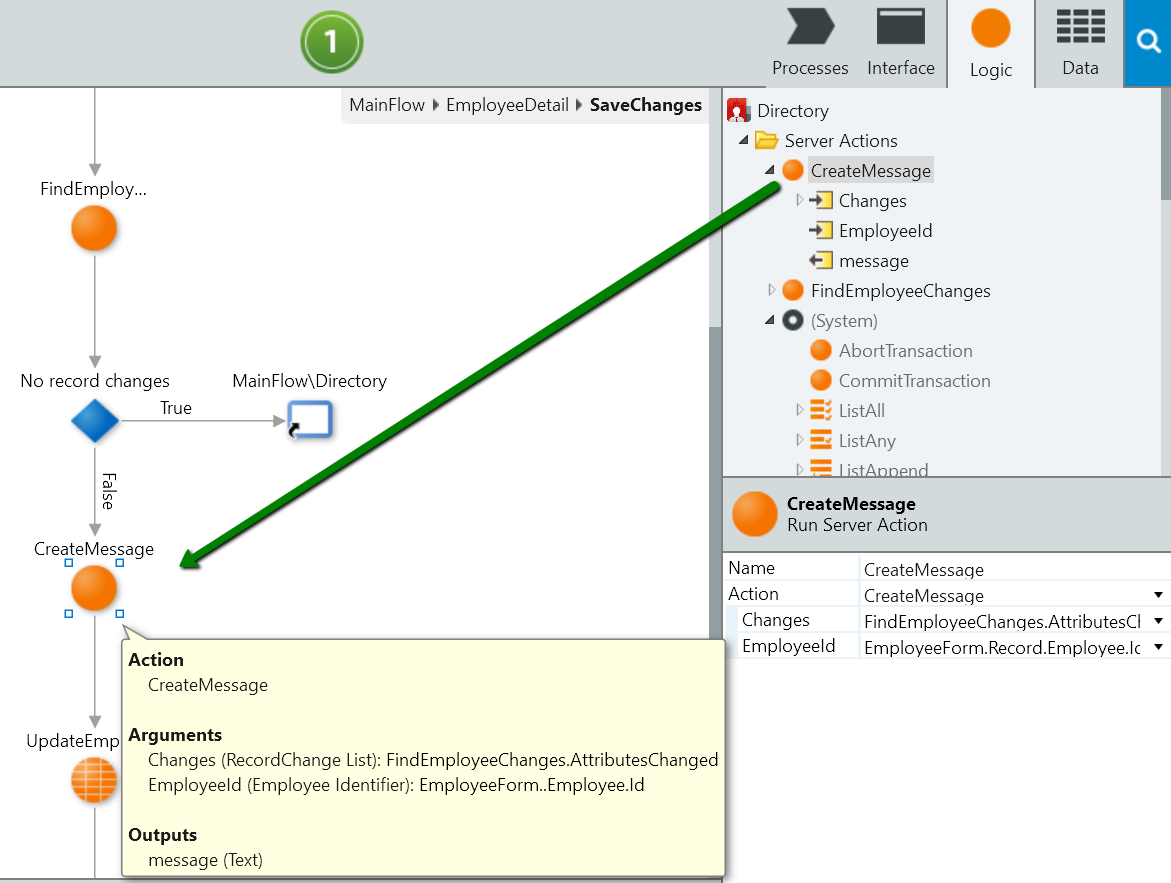 1
Processes
Interface
Logic
Data
MainFlow EmployeeDetail SaveChanges
FindEmploy...
No record changes
MainFlow\Directory
True
False
CreateMessage
UpdateEmp
Action
CreateMessage
Arguments
Changes (RecordChange List): FindEmployeeChanges.AttributesChanged
EmployeeId (Employee Identifier): EmployeeForm..Employee.Id
Outputs
message (Text)
Directory
Server Actions
CreateMessage
Changes
EmployeeId
message
FindEmployeeChanges
(System)
AbortTransaction
CommitTransaction
ListAll
ListAny
ListAppend
CreateMessage
Run Server Action
Name CreateMessage
Action CreateMessage
Changes FindEmployeeChanges.AttributesCl
EmployeeId EmployeeForm.Record.Employee.Ic